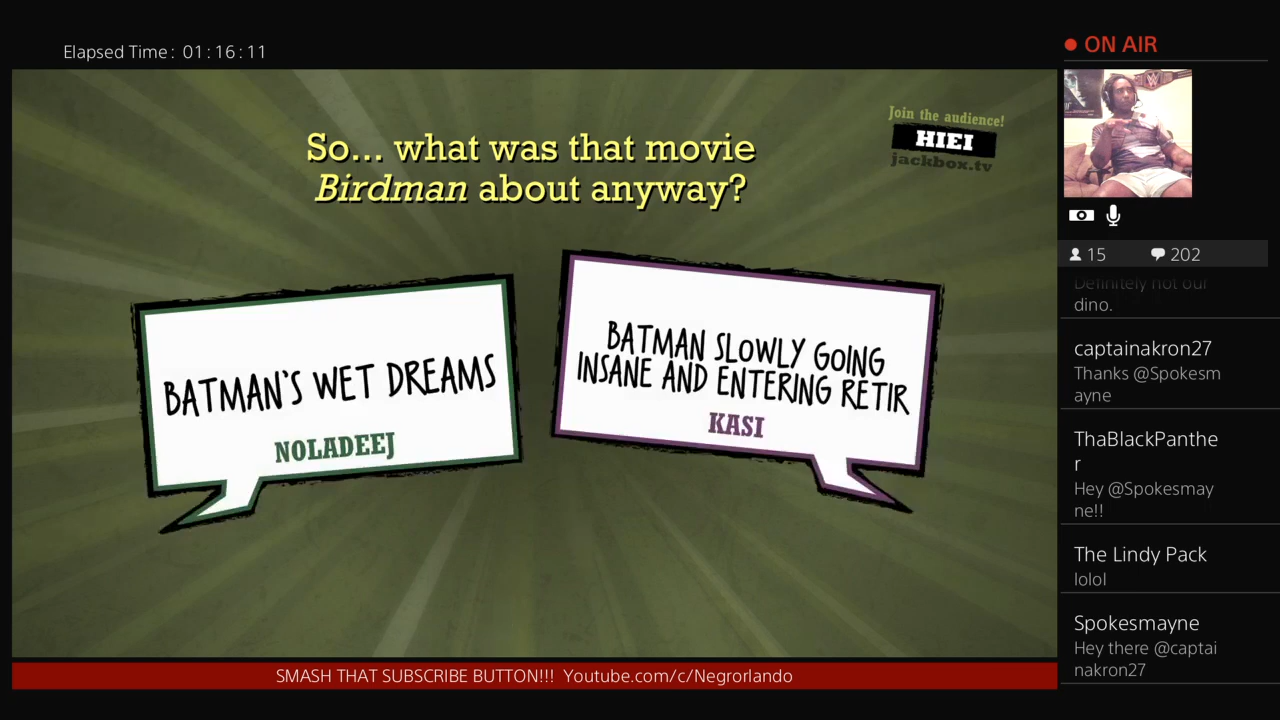 Elapsed Time: 01:16:11
ON AIR
So... what was that movie
Birdman about anyway?
Join the audience!
HIEI
jackbox.tv
BATMAN'S WET DREAMS
NOLADEEJ
BATMAN SLOWLY GOING
INSANE AND ENTERING RETIR
KASI
15
202
Definitely not our
dino.
captainakron27
Thanks @Spokesm
ayne
ThaBlackPanthe
r
Hey @Spokesmay
ne!!
The Lindy Pack
lolol
Spokesmayne
Hey there @captai
nakron27
SMASH THAT SUBSCRIBE BUTTON!!! Youtube.com/c/Negrorlando